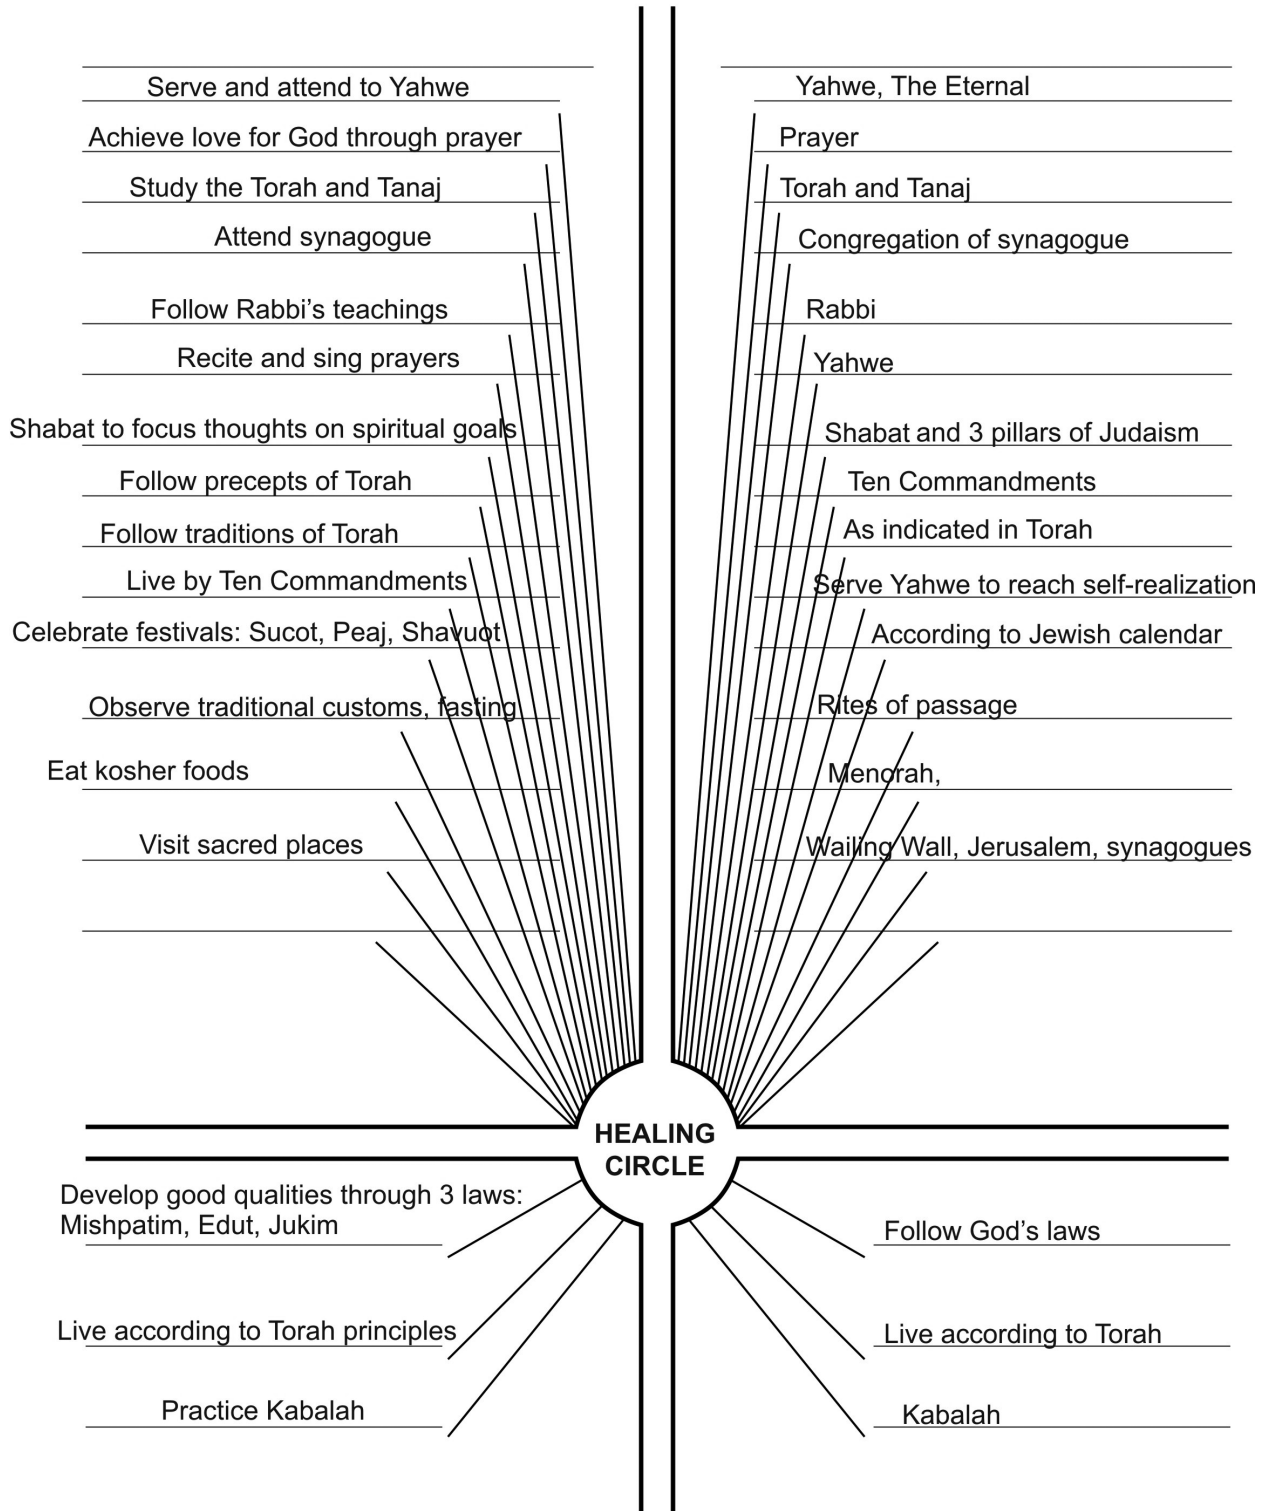 Serve and attend to Yahwe
Achieve love for God through prayer
Study the Torah and Tanaj
Attend synagogue
Follow Rabbi’s teachings
Recite and sing prayers
Shabat to focus thoughts on spiritual goals
Follow precepts of Torah
Follow traditions of Torah
Live by Ten Commandments
Celebrate festivals: Sucot, Peaj, Shavuot
Observe traditional customs, fasting
Eat kosher foods
Visit sacred places
Yahwe, The Eternal
Prayer
Torah and Tanaj
Congregation of synagogue
Rabbi
Yahwe
Shabat and 3 pillars of Judaism
Ten Commandments
As indicated in Torah
Serve Yahwe to reach self-realization
According to Jewish calendar
Rites of passage
Menorah,
Wailing Wall, Jerusalem, synagogues
HEALING
CIRCLE
Develop good qualities through 3 laws:
Mishpatim, Edut, Jukim
Live according to Torah principles
Practice Kabalah
Follow God’s laws
Live according to Torah
Kabalah